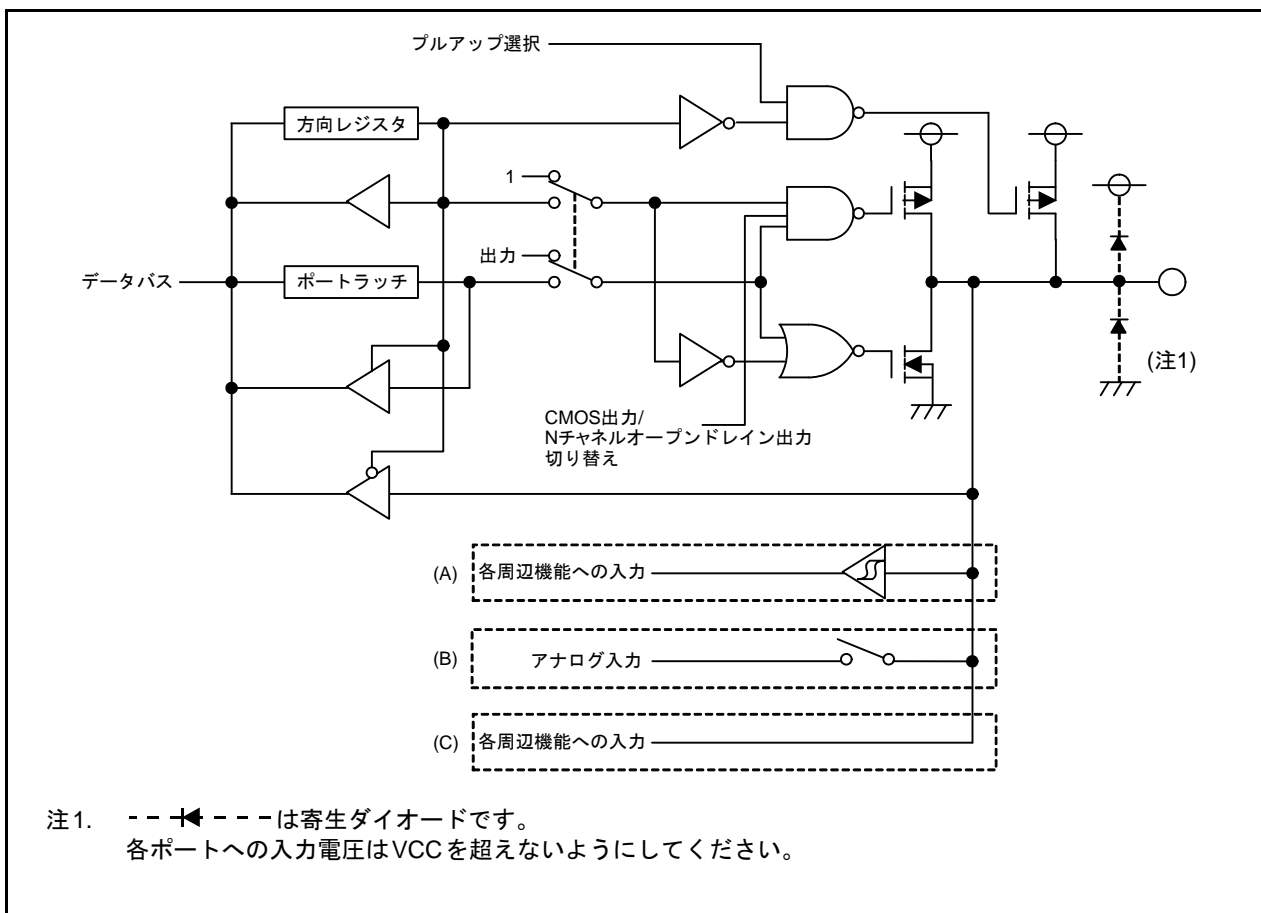 プルアップ選択
方向レジスタ
1
出力
データバス
ポートラッチ
(注1)
CMOS出力/
Nチャネルオープンドレイン出力
切り替え
(A)
各周辺機能への入力
(B)
アナログ入力
(C)
各周辺機能への入力
注1. は寄生ダイオードです。
各ポートへの入力電圧はVCCを超えないようにしてください。